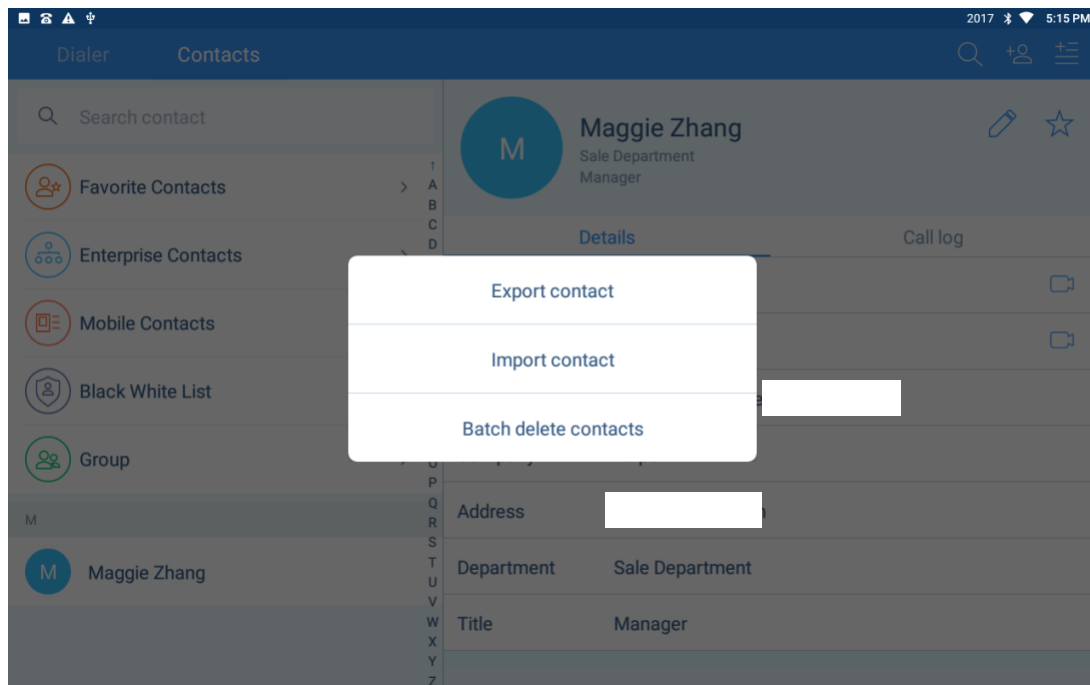 2017 5:15 PM
Dialer Contacts
Search contact
Favorite Contacts
Enterprise Contacts
Mobile Contacts
Black White List
Group
M
M Maggie Zhang
↑
A
B
C
D
P
Q
R
S
T
U
V
W
X
Y
Z
M
Maggie Zhang
Sale Department
Manager
Details Call log
Export contact
Import contact
Batch delete contacts
Address
Department Sale Department
Title Manager